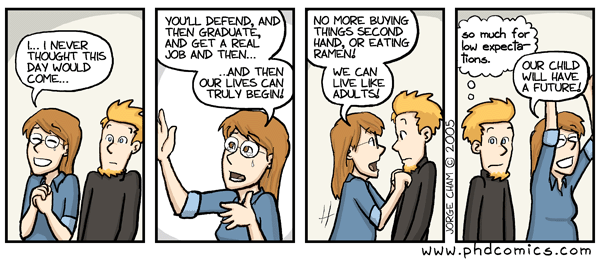 I... I NEVER
THOUGHT THIS
DAY WOULD
COME...
YOU'LL DEFEND, AND
THEN GRADUATE,
AND GET A REAL
JOB AND THEN...
...AND THEN
OUR LIVES CAN
TRULY BEGIN!
NO MORE BUYING
THINGS SECOND
HAND, OR EATING
RAMEN!
WE CAN
LIVE LIKE
ADULTS!
JORGE CHAM © 2005
so much for
low expecta-
tions.
OUR CHILD
WILL HAVE
A FUTURE!
www.phdcomics.com